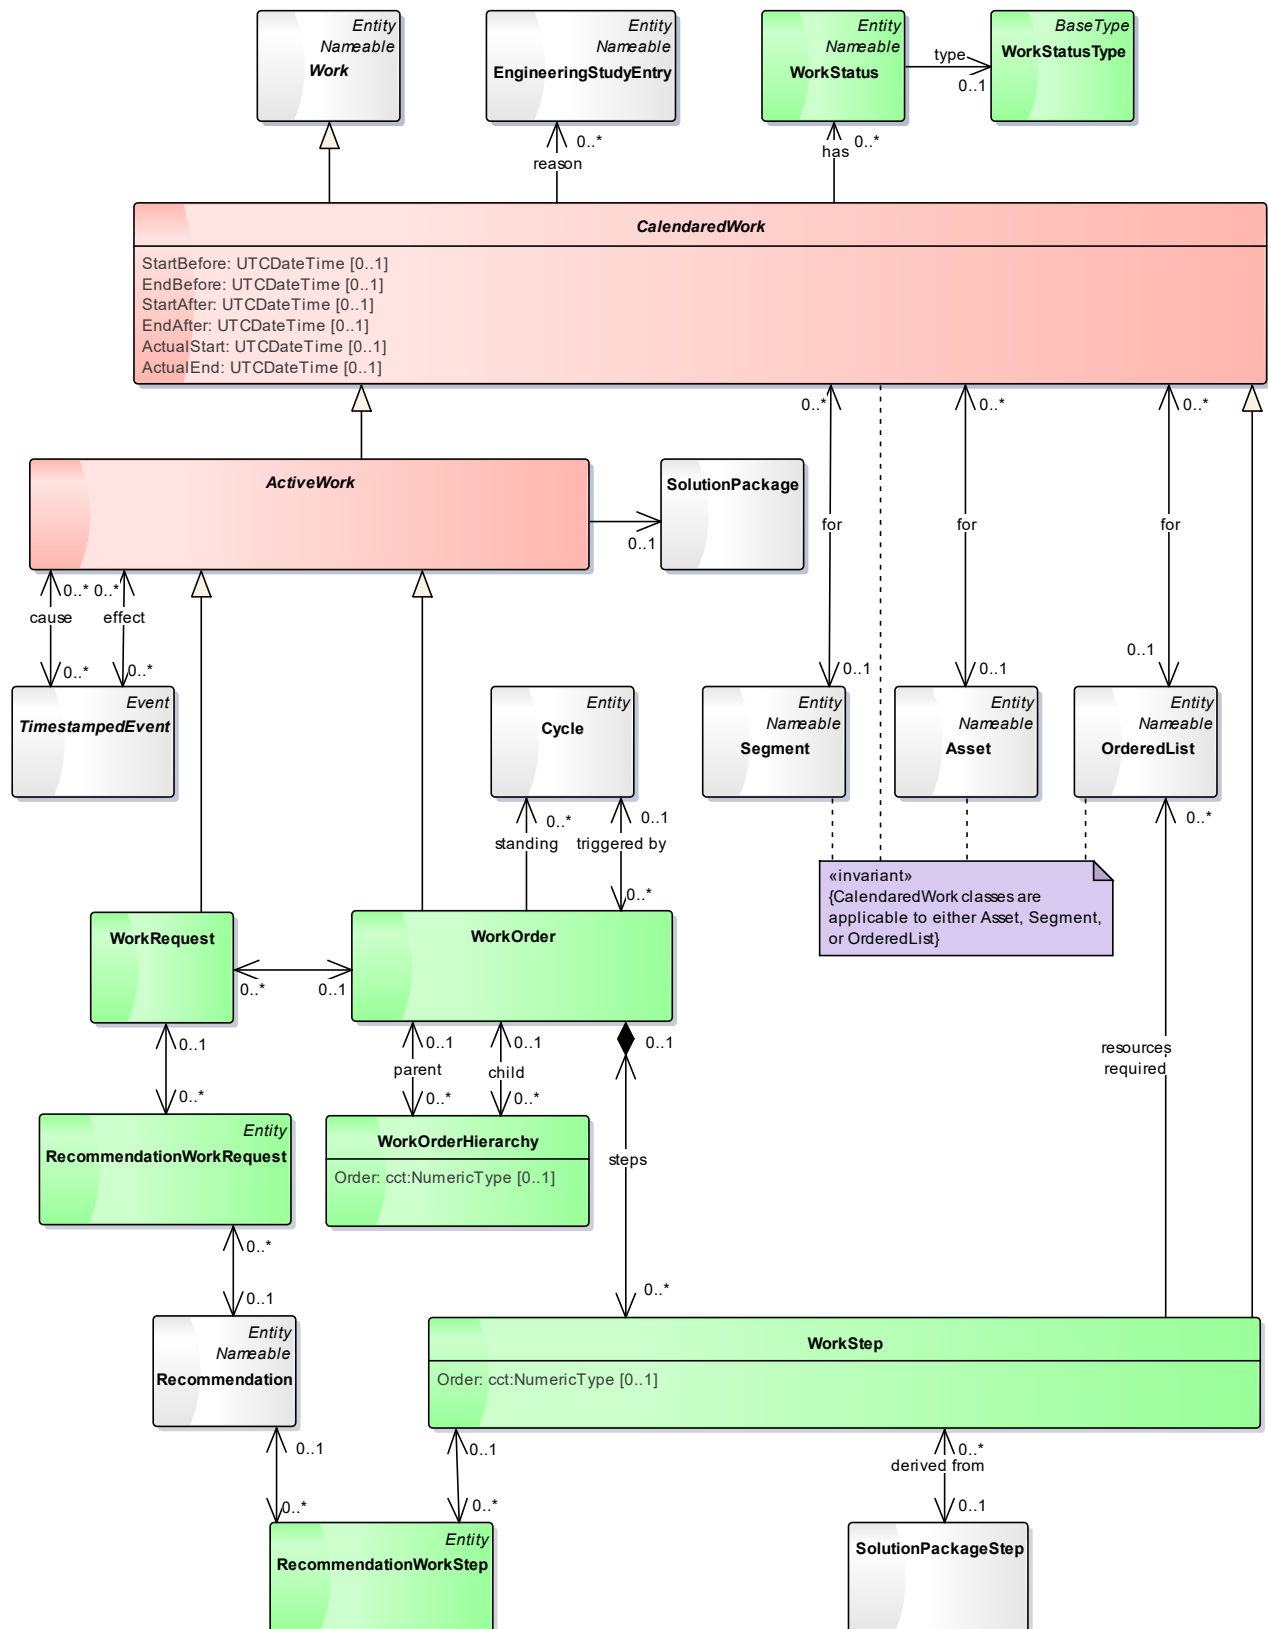 Entity
Nameable
Work
Entity
Nameable
EngineeringStudyEntry
Entity
Nameable
WorkStatus
type
0..1
BaseType
WorkStatusType
0..*
reason
has
0..*
CalendaredWork
StartBefore: UTCDateTime [0..1]
EndBefore: UTCDateTime [0..1]
StartAfter: UTCDateTime [0..1]
EndAfter: UTCDateTime [0..1]
ActualStart: UTCDateTime [0..1]
ActualEnd: UTCDateTime [0..1]
0..*
0..*
0..*
ActiveWork
SolutionPackage
0..1
for
for
for
0..*
0..*
cause
effect
0..*
0..*
0..1
0..1
0..1
Event
TimestampedEvent
Entity
Cycle
Entity
Nameable
Segment
Entity
Nameable
Asset
Entity
Nameable
OrderedList
0..*
0..1
0..*
standing
triggered by
0..*
«invariant»
{CalendaredWork classes are
applicable to either Asset, Segment,
or OrderedList}
WorkRequest
WorkOrder
0..*
0..1
0..1
0..1
0..1
0..1
parent
child
0..*
0..*
0..*
resources
required
Entity
RecommendationWorkRequest
WorkOrderHierarchy
Order: cct:NumericType [0..1]
steps
0..*
0..1
0..*
Entity
Nameable
Recommendation
WorkStep
Order: cct:NumericType [0..1]
0..1
0..1
0..*
derived from
0..*
0..*
0..1
Entity
RecommendationWorkStep
SolutionPackageStep